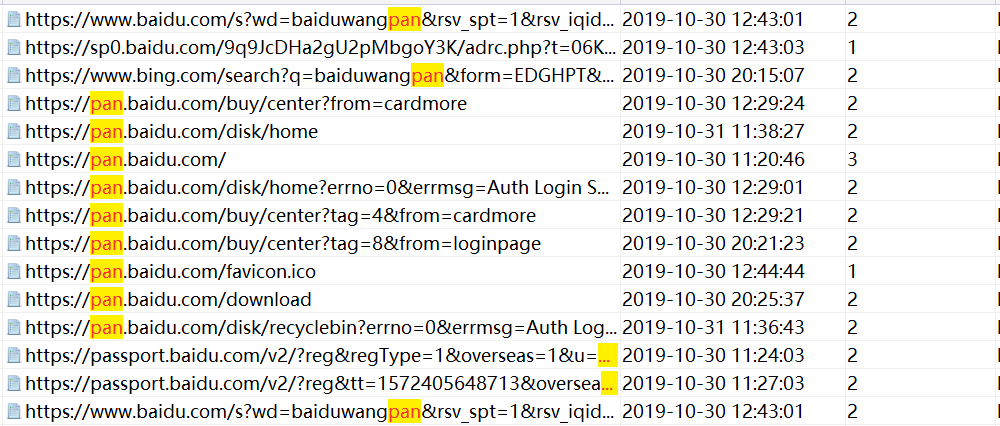 https://www.baidu.com/s?wd=baiduwangpan&rsv_spt=1&rsv_iqid... 2019-10-30 12:43:01 2
https://sp0.baidu.com/9q9JcDHa2gU2pMbgoY3K/adrc.php?t=06K... 2019-10-30 12:43:03 1
https://www.bing.com/search?q=baiduwangpan&form=EDGHPT&... 2019-10-30 20:15:07 2
https://pan.baidu.com/buy/center?from=cardmore 2019-10-30 12:29:24 2
https://pan.baidu.com/disk/home 2019-10-31 11:38:27 2
https://pan.baidu.com/ 2019-10-30 11:20:46 3
https://pan.baidu.com/disk/home?errno=0&errmsg=Auth Login S... 2019-10-30 12:29:01 2
https://pan.baidu.com/buy/center?tag=4&from=cardmore 2019-10-30 12:29:21 2
https://pan.baidu.com/buy/center?tag=8&from=loginpage 2019-10-30 20:21:23 2
https://pan.baidu.com/favicon.ico 2019-10-30 12:44:44 1
https://pan.baidu.com/download 2019-10-30 20:25:37 2
https://pan.baidu.com/disk/recyclebin?errno=0&errmsg=Auth Log... 2019-10-31 11:36:43 2
https://passport.baidu.com/v2/?reg&regType=1&overseas=1&u=... 2019-10-30 11:24:03 2
https://passport.baidu.com/v2/?reg&tt=1572405648713&oversea... 2019-10-30 11:27:03 2
https://www.baidu.com/s?wd=baiduwangpan&rsv_spt=1&rsv_iqid... 2019-10-30 12:43:01 2